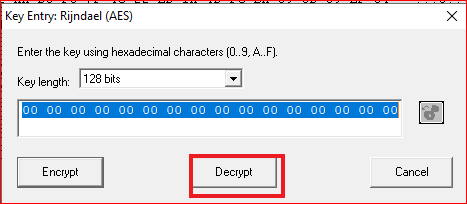 Key Entry: Rijndael (AES)
Enter the key using hexadecimal characters (0..9, A..F).
Key length: 128 bits
00 00 00 00 00 00 00 00 00 00 00 00 00 00 00 00
Encrypt Decrypt Cancel